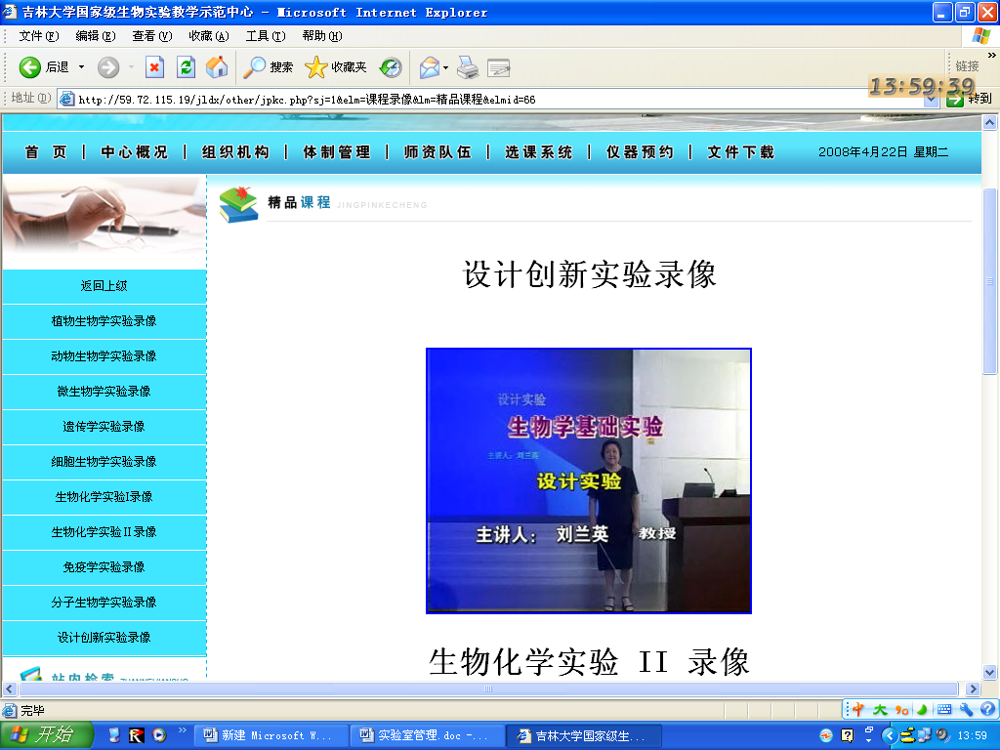 吉林大学国家级生物实验教学示范中心 - Microsoft Internet Explorer
文件(F) 编辑(E) 查看(V) 收藏(A) 工具(T) 帮助(H)
后退 搜索 收藏夹 链接 »
13:59:39
地址(D) http://59.72.115.19/jldx/other/jpkc.php?sj=1&elm=课程录像&lm=精品课程&elmid=66 转到
首 页 | 中心概况 | 组织机构 | 体制管理 | 师资队伍 | 选课系统 | 仪器预约 | 文件下载 2008年4月22日 星期二
精品课程 JINGPINKECHENG
返回上级
植物生物学实验录像
动物生物学实验录像
微生物学实验录像
遗传学实验录像
细胞生物学实验录像
生物化学实验I录像
生物化学实验Ⅱ录像
免疫学实验录像
分子生物学实验录像
设计创新实验录像
站内检索
设计创新实验录像
设计实验
生物学基础实验
主讲人: 刘兰英
设计实验
主讲人: 刘兰英 教授
生物化学实验 II 录像
完毕
开始 新建 Microsoft W... 实验室管理.doc -... 吉林大学国家级生... 13:59